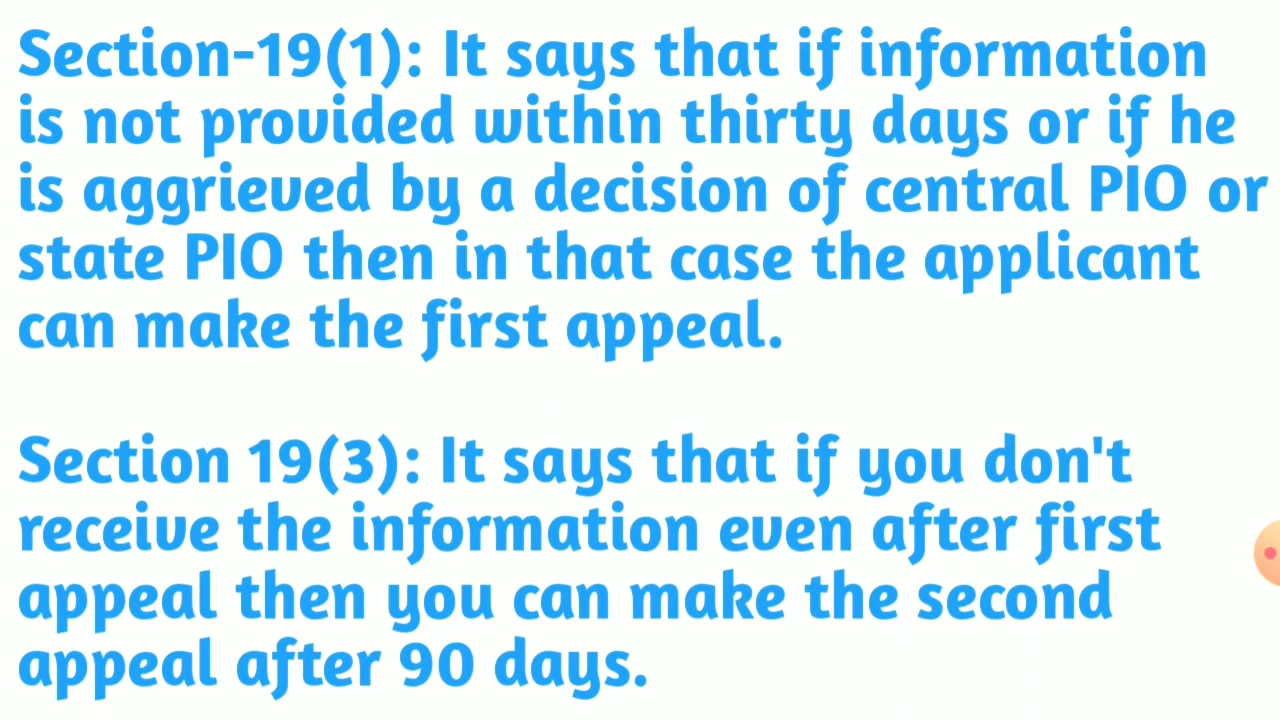 Section-19(1): It says that if information
is not provided within thirty days or if he
is aggrieved by a decision of central PIO or
state PIO then in that case the applicant
can make the first appeal.
Section 19(3): It says that if you don't
receive the information even after first
appeal then you can make the second
appeal after 90 days.